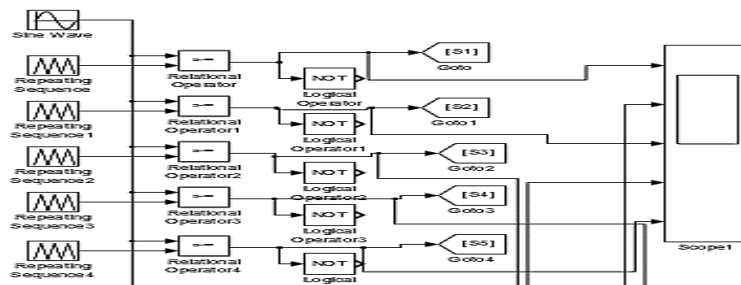 Sine Wave
[S1]
Goto
Repeating
Sequence
Relational
Operator
NOT
Logical
Operator
[S2]
Goto1
Repeating
Sequence1
Relational
Operator1
NOT
Logical
Operator1
[S3]
Goto2
Repeating
Sequence2
Relational
Operator2
NOT
Logical
Operator2
[S4]
Goto3
Repeating
Sequence3
Relational
Operator3
NOT
Logical
Operator3
[S5]
Goto4
Repeating
Sequence4
Relational
Operator4
NOT
Logical
Scope1